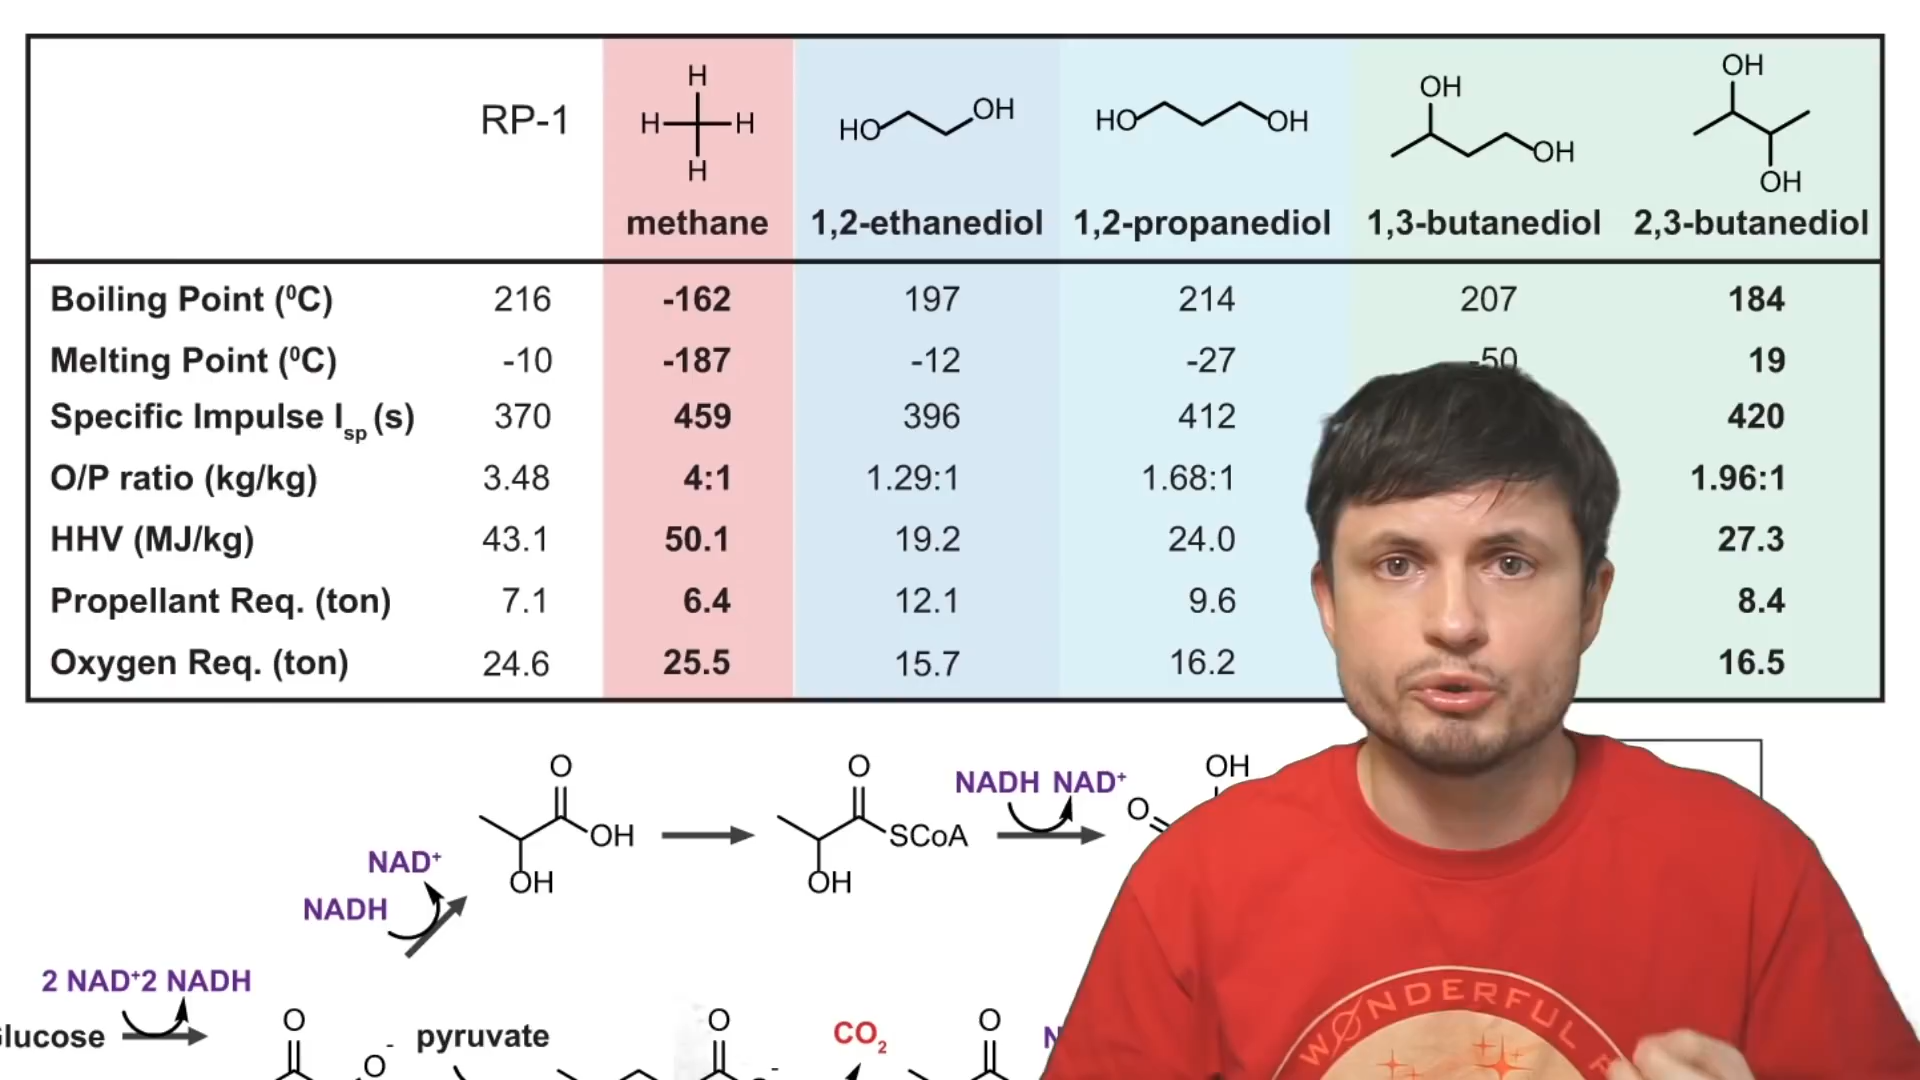 H
H H
H
RP-1
HO OH
HO OH
OH
OH
OH
OH
methane 1,2-ethanediol 1,2-propanediol 1,3-butanediol 2,3-butanediol
Boiling Point (⁰C) 216 -162 197 214 207 184
Melting Point (⁰C) -10 -187 -12 -27 -50 19
Specific Impulse Isp (s) 370 459 396 412 420
O/P ratio (kg/kg) 3.48 4:1 1.29:1 1.68:1 1.96:1
HHV (MJ/kg) 43.1 50.1 19.2 24.0 27.3
Propellant Req. (ton) 7.1 6.4 12.1 9.6 8.4
Oxygen Req. (ton) 24.6 25.5 15.7 16.2 16.5
O O NADH NAD⁺ OH
OH SCoA O
OH OH
NAD⁺
NADH
2 NAD⁺2 NADH
O O CO₂ O
pyruvate
O⁻
WONDERFUL